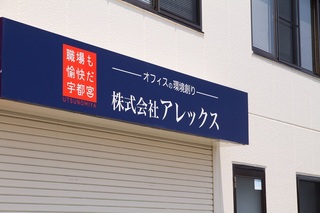 職場も
愉快だ
宇都宮
UTSUNOMIYA
オフィスの環境創り
株式会社アレックス